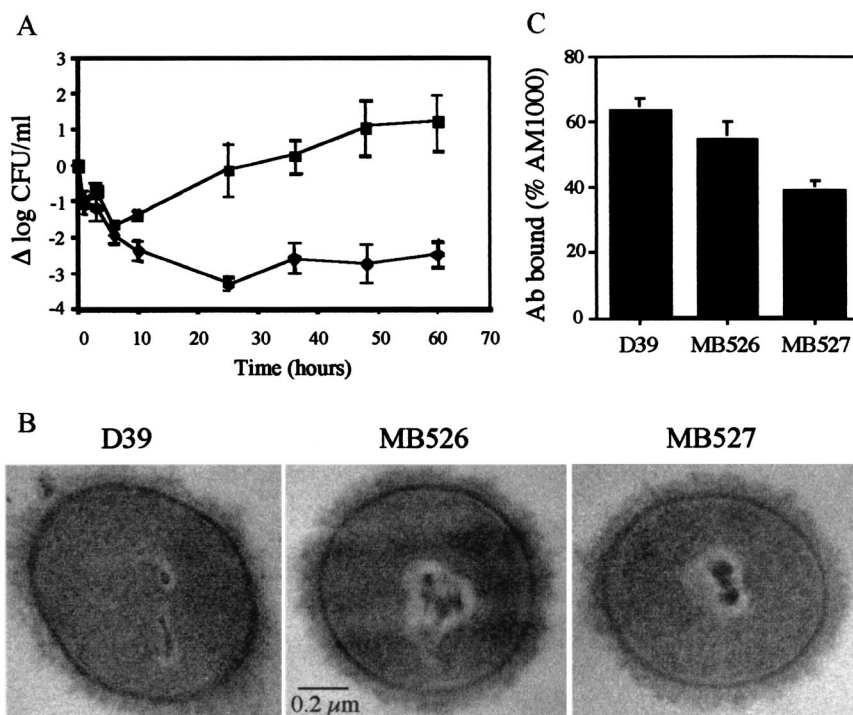 A
Δ log CFU/ml
3
2
1
0
-1
-2
-3
-4
0 10 20 30 40 50 60 70
Time (hours)
C
Ab bound (% AM1000)
80
60
40
20
0
D39 MB526 MB527
B
D39 MB526 MB527
0.2 μm